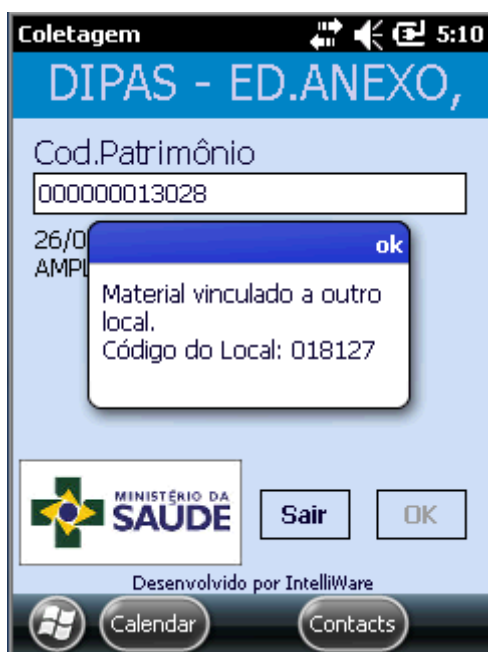 Coletagem 5:10
DIPAS - ED.ANEXO,
Cod.Patrimônio
000000013028
26/0
AMPL
ok
Material vinculado a outro
local.
Código do Local: 018127
MINISTÉRIO DA
SAÚDE
Sair OK
Desenvolvido por IntelliWare
Calendar Contacts